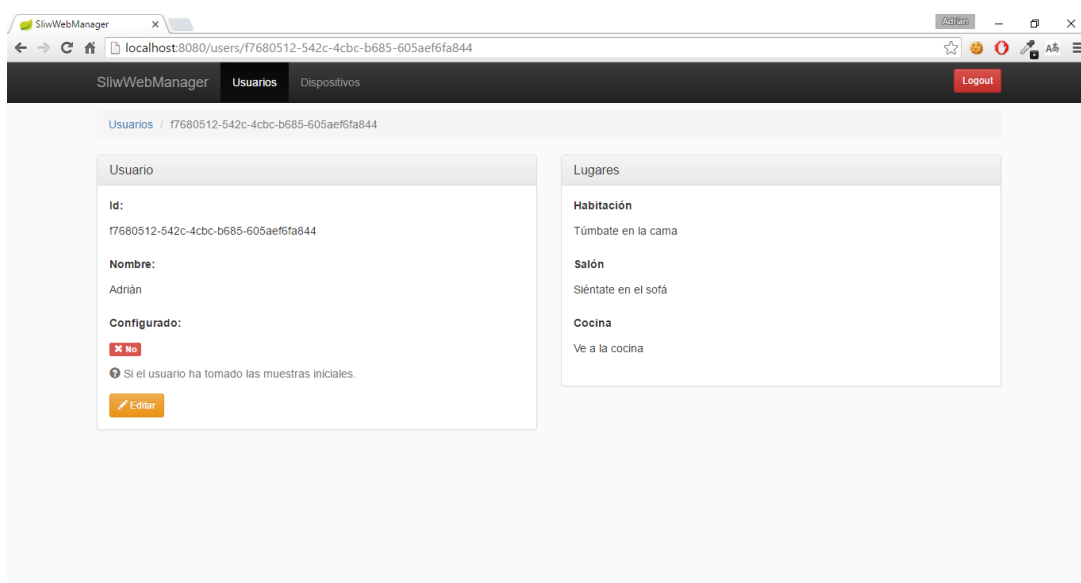 SliwWebManager
Adrián
localhost:8080/users/f7680512-542c-4cbc-b685-605aef6fa844
SliwWebManager Usuarios Dispositivos Logout
Usuarios / f7680512-542c-4cbc-b685-605aef6fa844
Usuario
Id:
f7680512-542c-4cbc-b685-605aef6fa844
Nombre:
Adrián
Configurado:
No
Si el usuario ha tomado las muestras iniciales.
Editar
Lugares
Habitación
Túmbate en la cama
Salón
Siéntate en el sofá
Cocina
Ve a la cocina